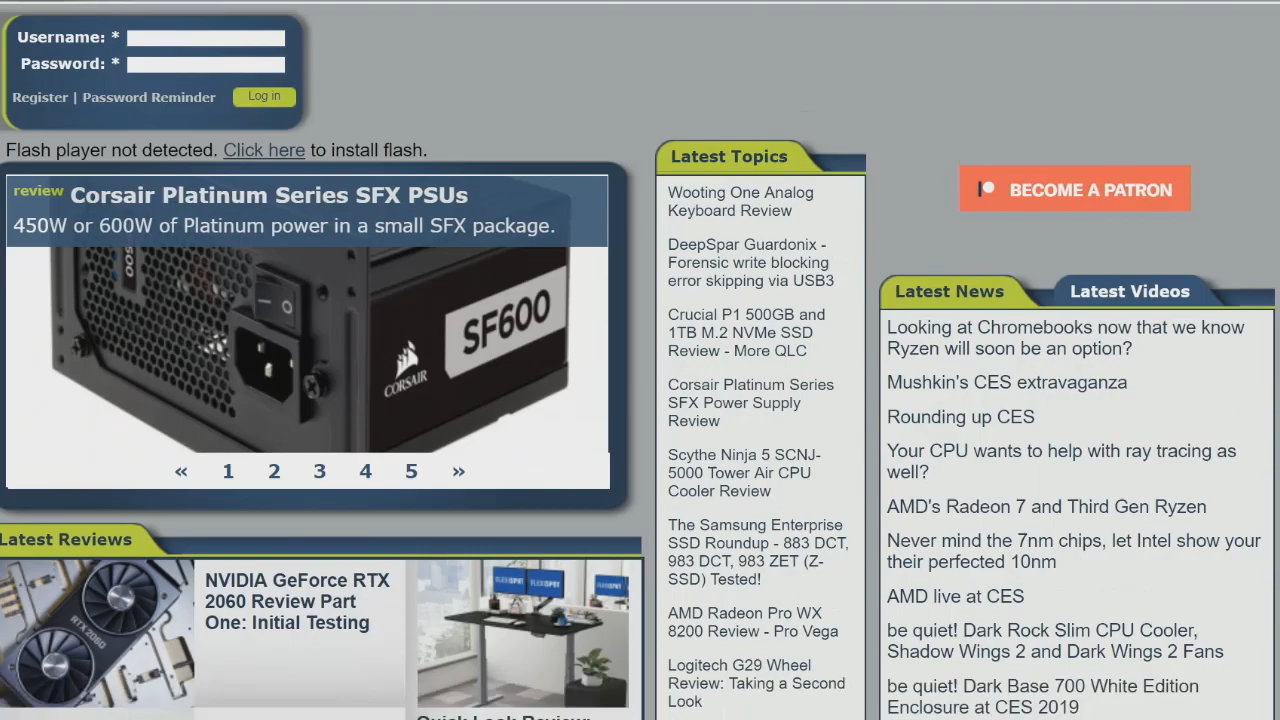 Username: *
Password: *
Register | Password Reminder
Log in
Flash player not detected. Click here to install flash.
review Corsair Platinum Series SFX PSUs
450W or 600W of Platinum power in a small SFX package.
SF600
CORSAIR
« 1 2 3 4 5 »
Latest Reviews
RTX 2060
NVIDIA GeForce RTX
2060 Review Part
One: Initial Testing
FLEXISPOT
Latest Topics
Wooting One Analog
Keyboard Review
DeepSpar Guardonix -
Forensic write blocking
error skipping via USB3
Crucial P1 500GB and
1TB M.2 NVMe SSD
Review - More QLC
Corsair Platinum Series
SFX Power Supply
Review
Scythe Ninja 5 SCNJ-
5000 Tower Air CPU
Cooler Review
The Samsung Enterprise
SSD Roundup - 883 DCT,
983 DCT, 983 ZET (Z-
SSD) Tested!
AMD Radeon Pro WX
8200 Review - Pro Vega
Logitech G29 Wheel
Review: Taking a Second
Look
BECOME A PATRON
Latest News
Latest Videos
Looking at Chromebooks now that we know
Ryzen will soon be an option?
Mushkin's CES extravaganza
Rounding up CES
Your CPU wants to help with ray tracing as
well?
AMD's Radeon 7 and Third Gen Ryzen
Never mind the 7nm chips, let Intel show your
their perfected 10nm
AMD live at CES
be quiet! Dark Rock Slim CPU Cooler,
Shadow Wings 2 and Dark Wings 2 Fans
be quiet! Dark Base 700 White Edition
Enclosure at CES 2019